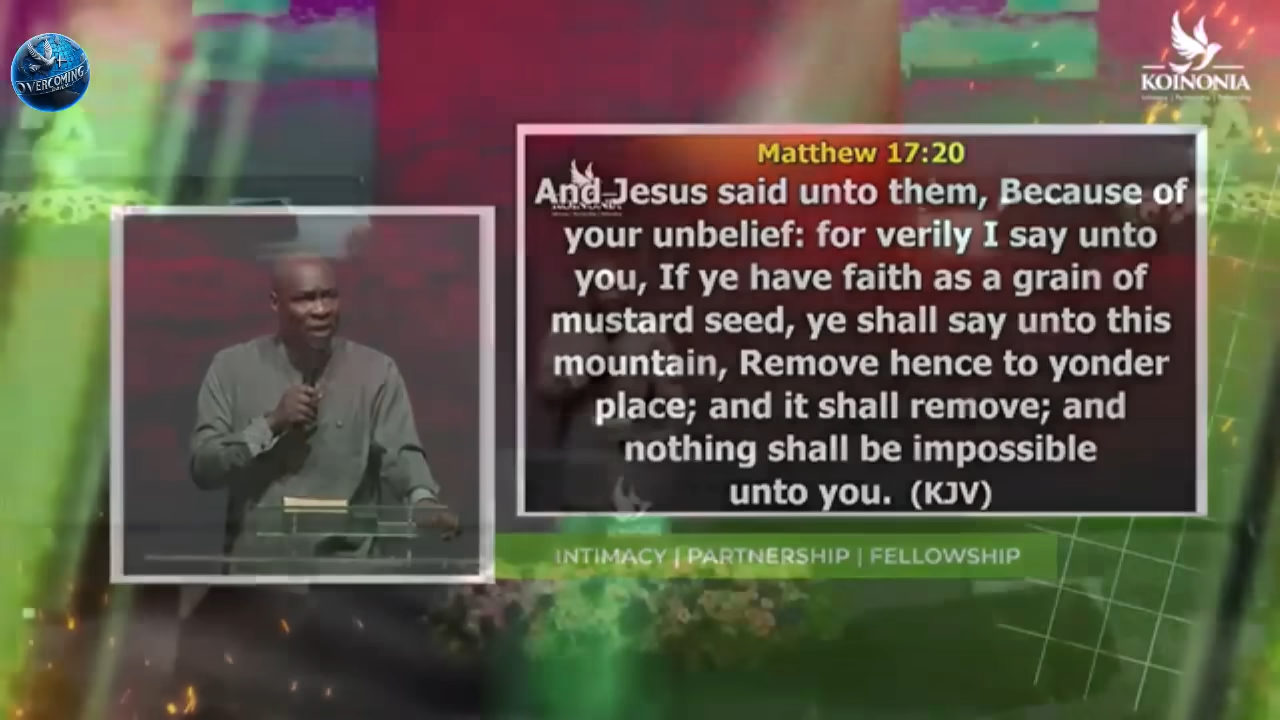 OVERCOMING
KOINONIA
Matthew 17:20
And Jesus said unto them, Because of
your unbelief: for verily I say unto
you, If ye have faith as a grain of
mustard seed, ye shall say unto this
mountain, Remove hence to yonder
place; and it shall remove; and
nothing shall be impossible
unto you. (KJV)
INTIMACY | PARTNERSHIP | FELLOWSHIP